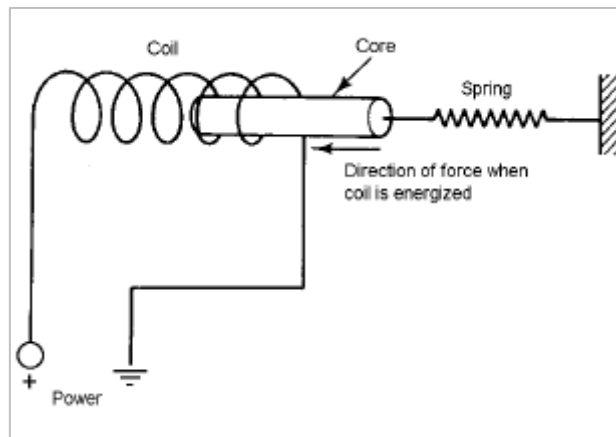 Coil
Core
Spring
Direction of force when
coil is energized
+
Power